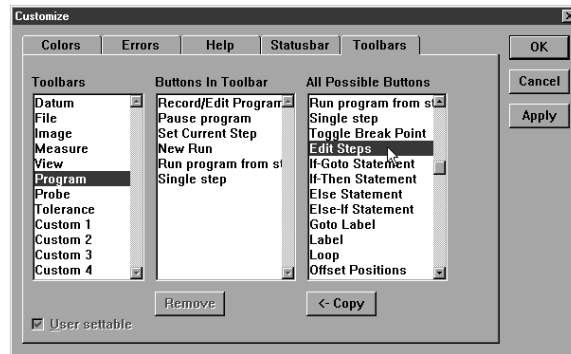 Customize
Colors
Errors
Help
Statusbar
Toolbars
OK
Cancel
Apply
Toolbars
Datum
File
Image
Measure
View
Program
Probe
Tolerance
Custom 1
Custom 2
Custom 3
Custom 4
Buttons In Toolbar
Record/Edit Program
Pause program
Set Current Step
New Run
Run program from st
Single step
Remove
All Possible Buttons
Run program from st
Single step
Toggle Break Point
Edit Steps
If-Goto Statement
If-Then Statement
Else Statement
Else-If Statement
Goto Label
Label
Loop
Offset Positions
<- Copy
User settable